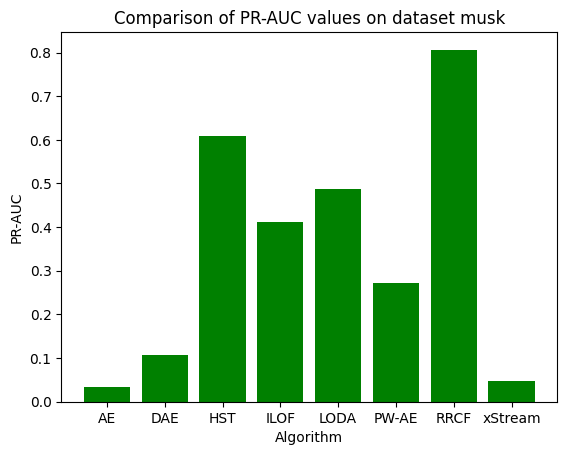 Comparison of PR-AUC values on dataset musk
0.8
0.7
0.6
0.5
0.4
0.3
0.2
0.1
0.0
PR-AUC
AE DAE HST ILOF LODA PW-AE RRCF xStream
Algorithm